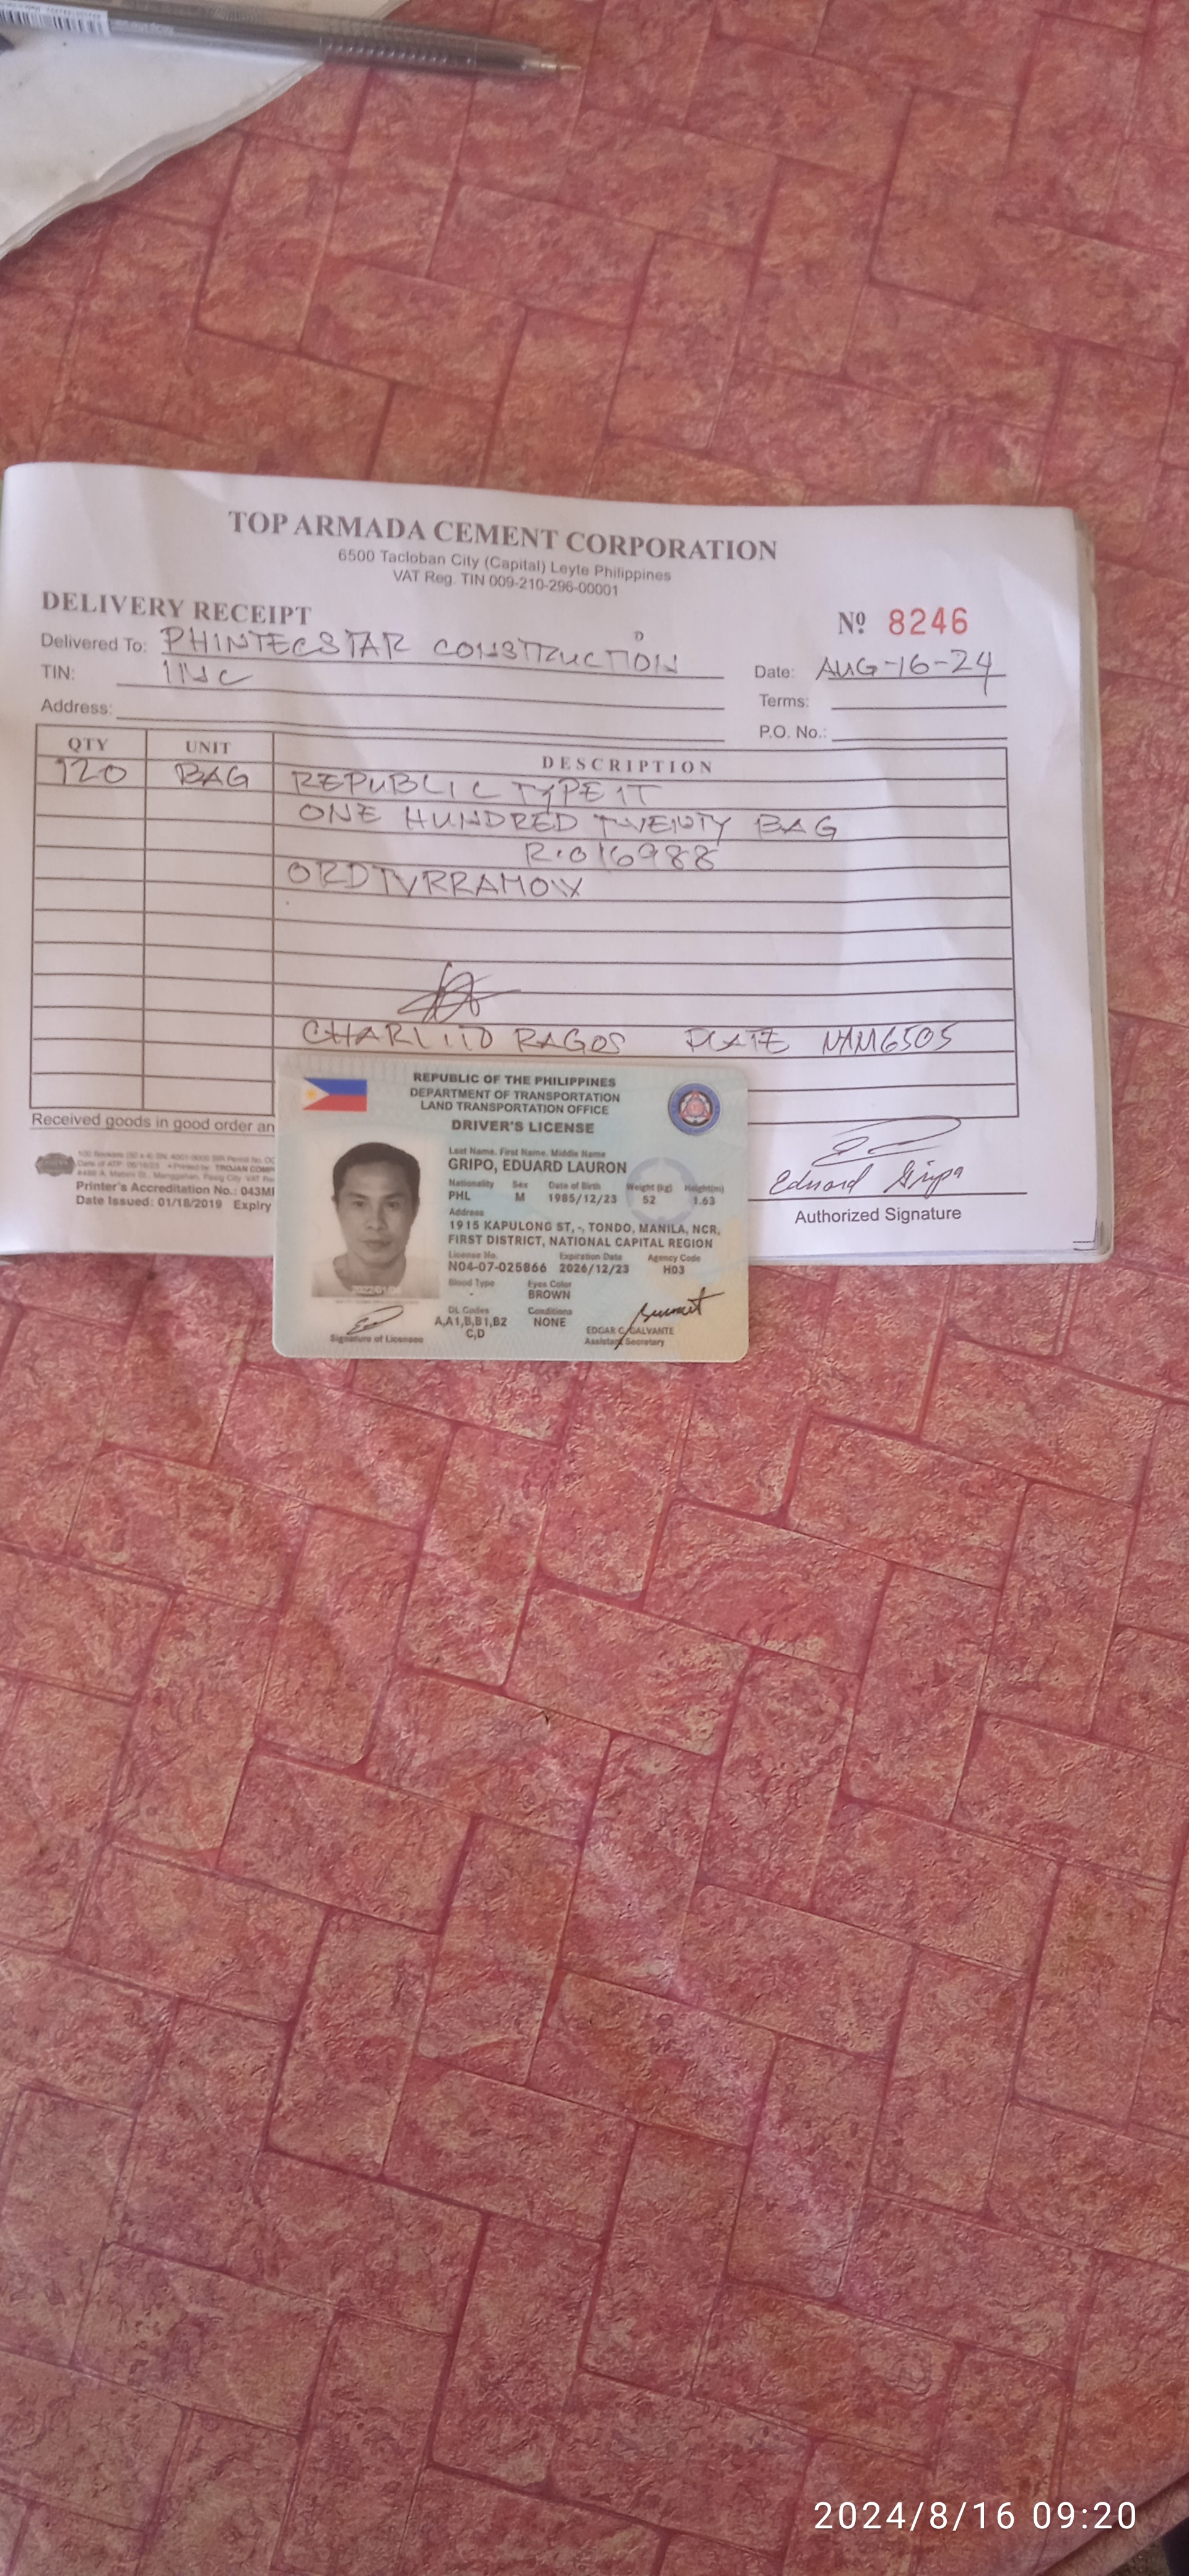 TOP ARMADA CEMENT CORPORATION
6500 Tacloban City (Capital) Leyte Philippines
VAT Reg. TIN 009-210-296-00001
DELIVERY RECEIPT
Nº 8246
Delivered To: PHINTECSTAR CONSTRUCTION
Date: AUG-16-24
TIN: INC
Terms:
Address:
P.O. No.:
QTY UNIT DESCRIPTION
120 BAG REPUBLIC TYPE 1T
ONE HUNDRED TWENTY BAG
R.016988
CHARLITO RAGOS PLATE NAM6505
Received goods in good order an
Printer's Accreditation No.: 043MI
Date Issued: 01/18/2019 Expiry
Eduard Gripo
Authorized Signature
REPUBLIC OF THE PHILIPPINES
DEPARTMENT OF TRANSPORTATION
LAND TRANSPORTATION OFFICE
DRIVER'S LICENSE
Last Name, First Name, Middle Name
GRIPO, EDUARD LAURON
Nationality Sex Date of Birth Weight (kg) Height(m)
PHL M 1985/12/23 52 1.63
Address
1915 KAPULONG ST,-, TONDO, MANILA, NCR,
FIRST DISTRICT, NATIONAL CAPITAL REGION
License No. Expiration Date Agency Code
N04-07-025866 2026/12/23 H03
Blood Type Eyes Color
- BROWN
DL Codes Conditions
A,A1,B,B1,B2 NONE
C,D
EDGAR C. GALVANTE
Assistant Secretary
Signature of Licensee
2024/8/16 09:20